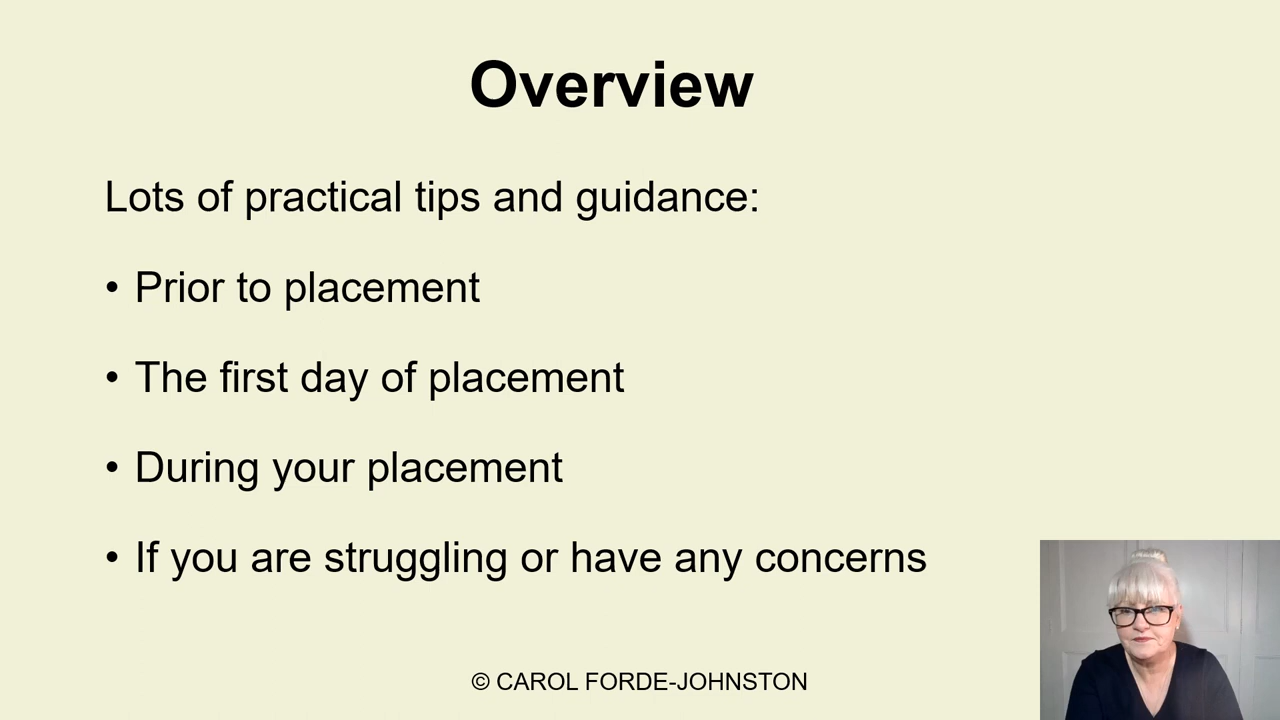 Overview
Lots of practical tips and guidance:
• Prior to placement
• The first day of placement
• During your placement
• If you are struggling or have any concerns
© CAROL FORDE-JOHNSTON